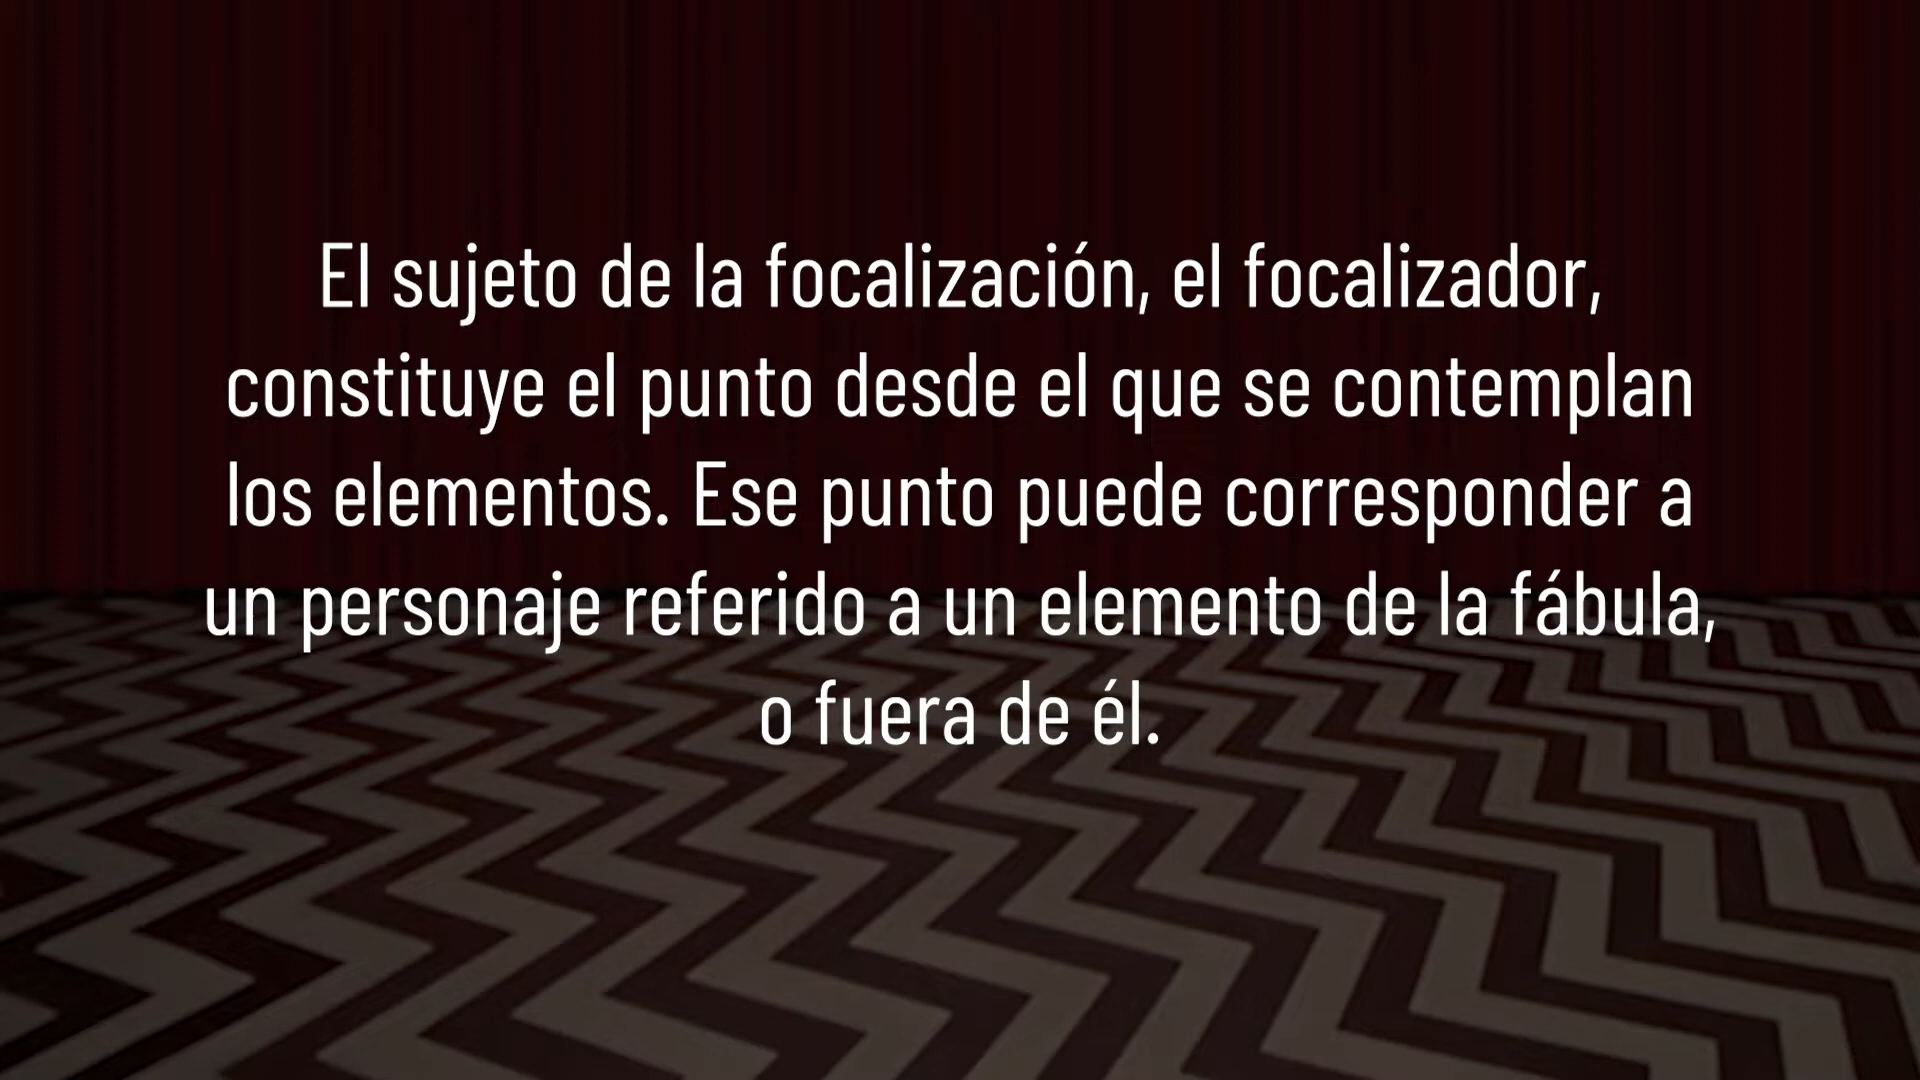 El sujeto de la focalización, el focalizador,
constituye el punto desde el que se contemplan
los elementos. Ese punto puede corresponder a
un personaje referido a un elemento de la fábula,
o fuera de él.